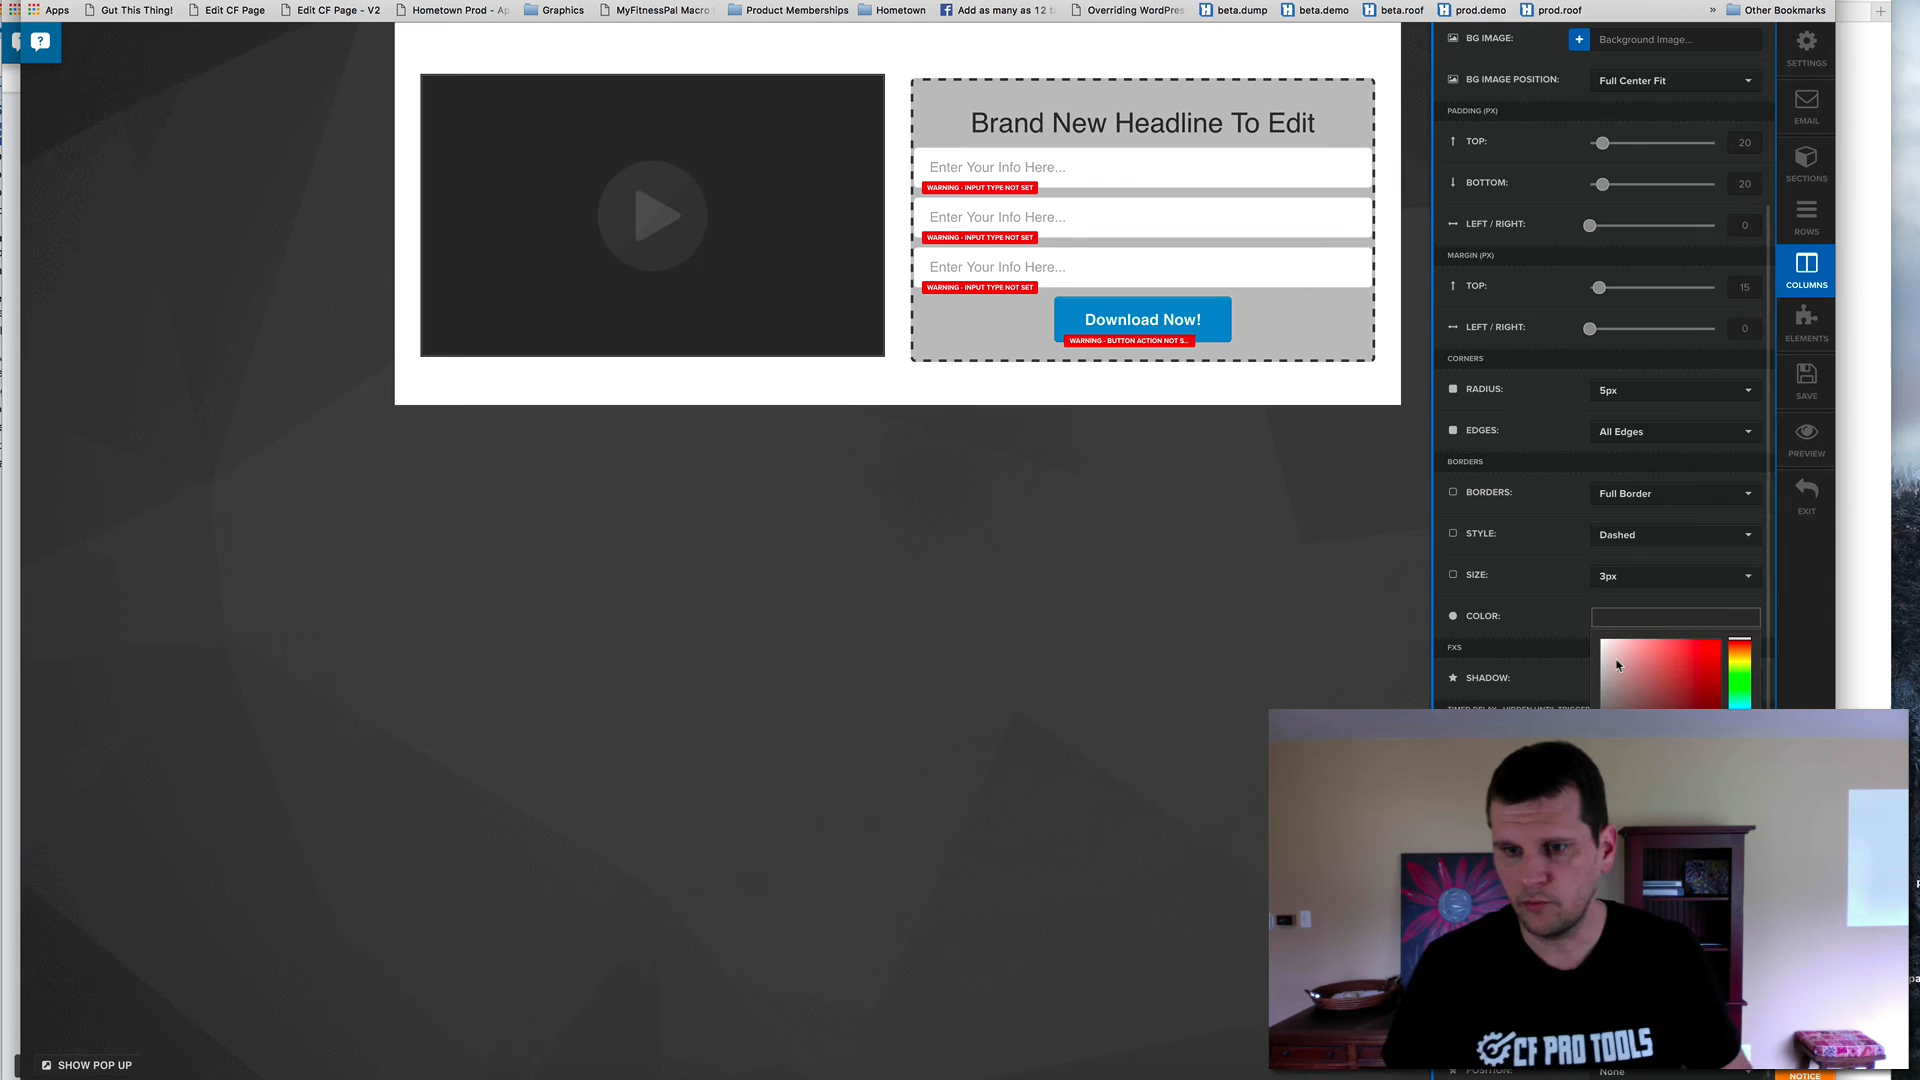 Apps
Gut This Thing!
Edit CF Page
Edit CF Page - V2
Hometown Prod - Ap
Graphics
MyFitnessPal Macro
Product Memberships
Hometown
Add as many as 12 t
Overriding WordPres
beta.dump
beta.demo
beta.roof
prod.demo
prod.roof
»
Other Bookmarks
BG IMAGE:
+
Background Image...
BG IMAGE POSITION:
Full Center Fit
PADDING (PX)
TOP:
20
BOTTOM:
20
LEFT / RIGHT:
0
MARGIN (PX)
TOP:
15
LEFT / RIGHT:
0
CORNERS
RADIUS:
5px
EDGES:
All Edges
BORDERS
BORDERS:
Full Border
STYLE:
Dashed
SIZE:
3px
COLOR:
FXS
SHADOW:
Brand New Headline To Edit
Enter Your Info Here...
WARNING - INPUT TYPE NOT SET
Enter Your Info Here...
WARNING - INPUT TYPE NOT SET
Enter Your Info Here...
WARNING - INPUT TYPE NOT SET
Download Now!
WARNING - BUTTON ACTION NOT S...
SETTINGS
EMAIL
SECTIONS
ROWS
COLUMNS
ELEMENTS
SAVE
PREVIEW
EXIT
CF PRO TOOLS
SHOW POP UP
None
NOTICE